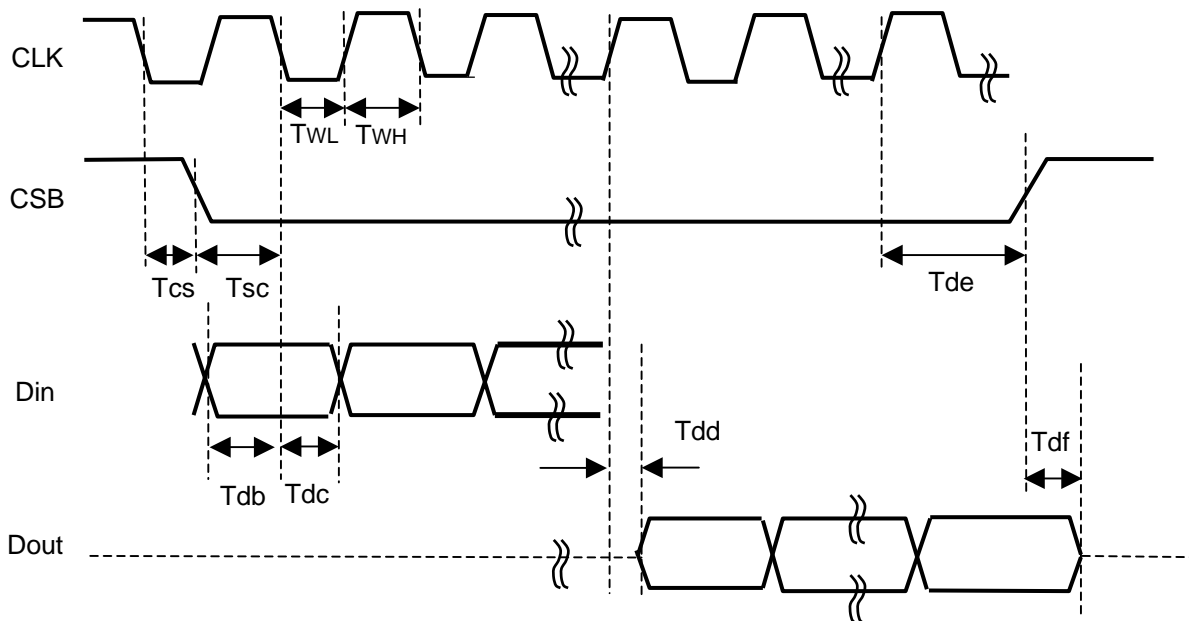 CLK
TWL TWH
CSB
Tcs Tsc Tde
Din
Tdd Tdf
Tdb Tdc
Dout